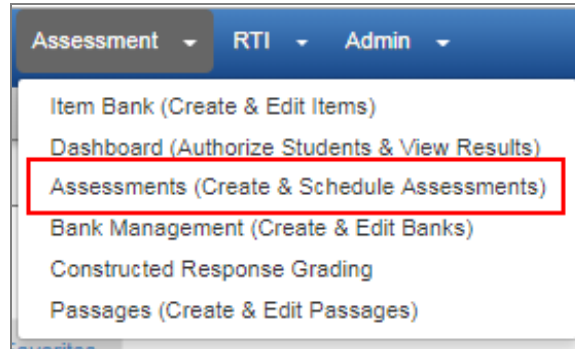 Assessment RTI Admin
Item Bank (Create & Edit Items)
Dashboard (Authorize Students & View Results)
Assessments (Create & Schedule Assessments)
Bank Management (Create & Edit Banks)
Constructed Response Grading
Passages (Create & Edit Passages)